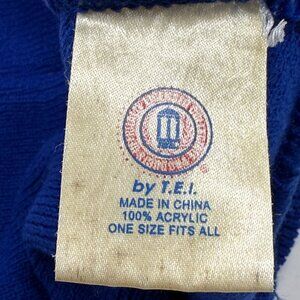 by T.E.I.
MADE IN CHINA
100% ACRYLIC
ONE SIZE FITS ALL